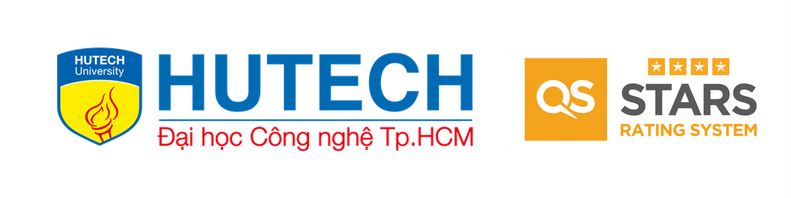 HUTECH
University
HUTECH
Đại học Công nghệ Tp.HCM
QS
STARS
RATING SYSTEM